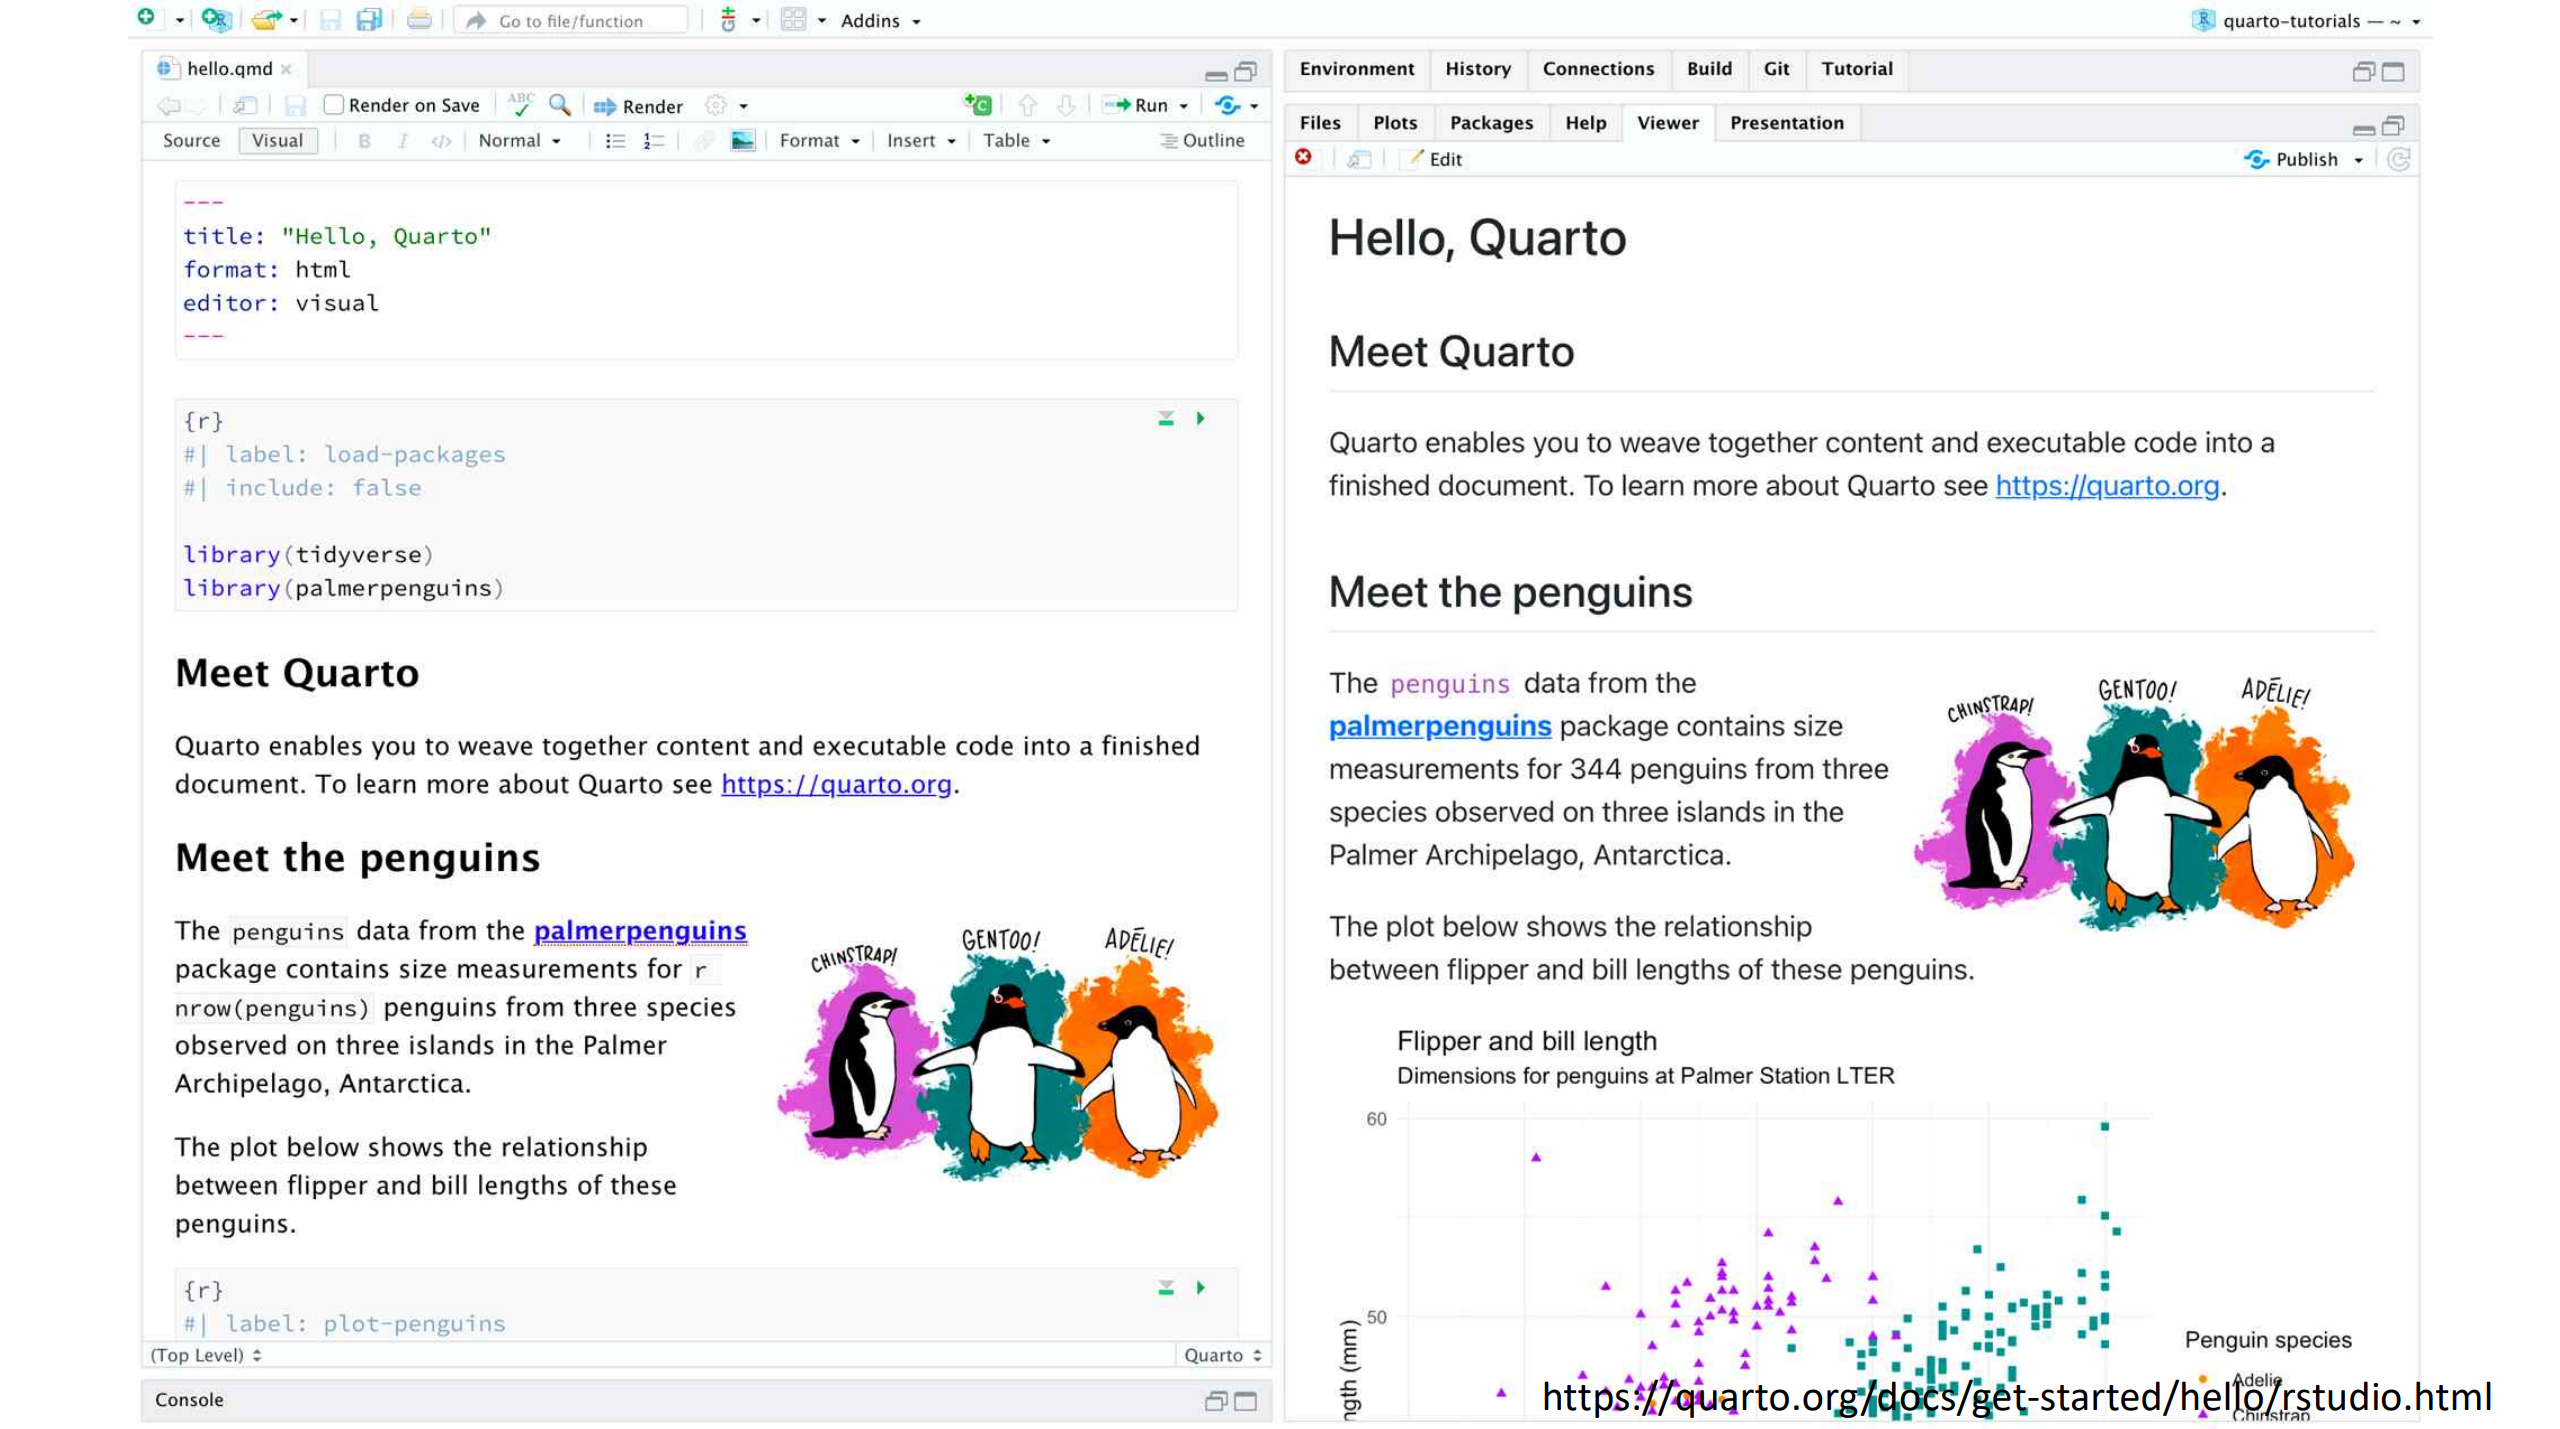 Go to file/function
Addins
quarto-tutorials — ~
hello.qmd
Render on Save
ABC
Render
Run
Source
Visual
B
I
</>
Normal
Format
Insert
Table
Outline
---
title: "Hello, Quarto"
format: html
editor: visual
---
{r}
#| label: load-packages
#| include: false
library(tidyverse)
library(palmerpenguins)
Meet Quarto
Quarto enables you to weave together content and executable code into a finished
document. To learn more about Quarto see https://quarto.org.
Meet the penguins
The penguins data from the palmerpenguins
package contains size measurements for r
nrow(penguins) penguins from three species
observed on three islands in the Palmer
Archipelago, Antarctica.
CHINSTRAP!
GENTOO!
ADĒLIE!
The plot below shows the relationship
between flipper and bill lengths of these
penguins.
{r}
#| label: plot-penguins
(Top Level)
Quarto
Console
Environment
History
Connections
Build
Git
Tutorial
Files
Plots
Packages
Help
Viewer
Presentation
Edit
Publish
Hello, Quarto
Meet Quarto
Quarto enables you to weave together content and executable code into a
finished document. To learn more about Quarto see https://quarto.org.
Meet the penguins
The penguins data from the
palmerpenguins package contains size
measurements for 344 penguins from three
species observed on three islands in the
Palmer Archipelago, Antarctica.
CHINSTRAP!
GENTOO!
ADĒLIE!
The plot below shows the relationship
between flipper and bill lengths of these penguins.
Flipper and bill length
Dimensions for penguins at Palmer Station LTER
60
50
ngth (mm)
Penguin species
Adelie
Chinstrap
https://quarto.org/docs/get-started/hello/rstudio.html